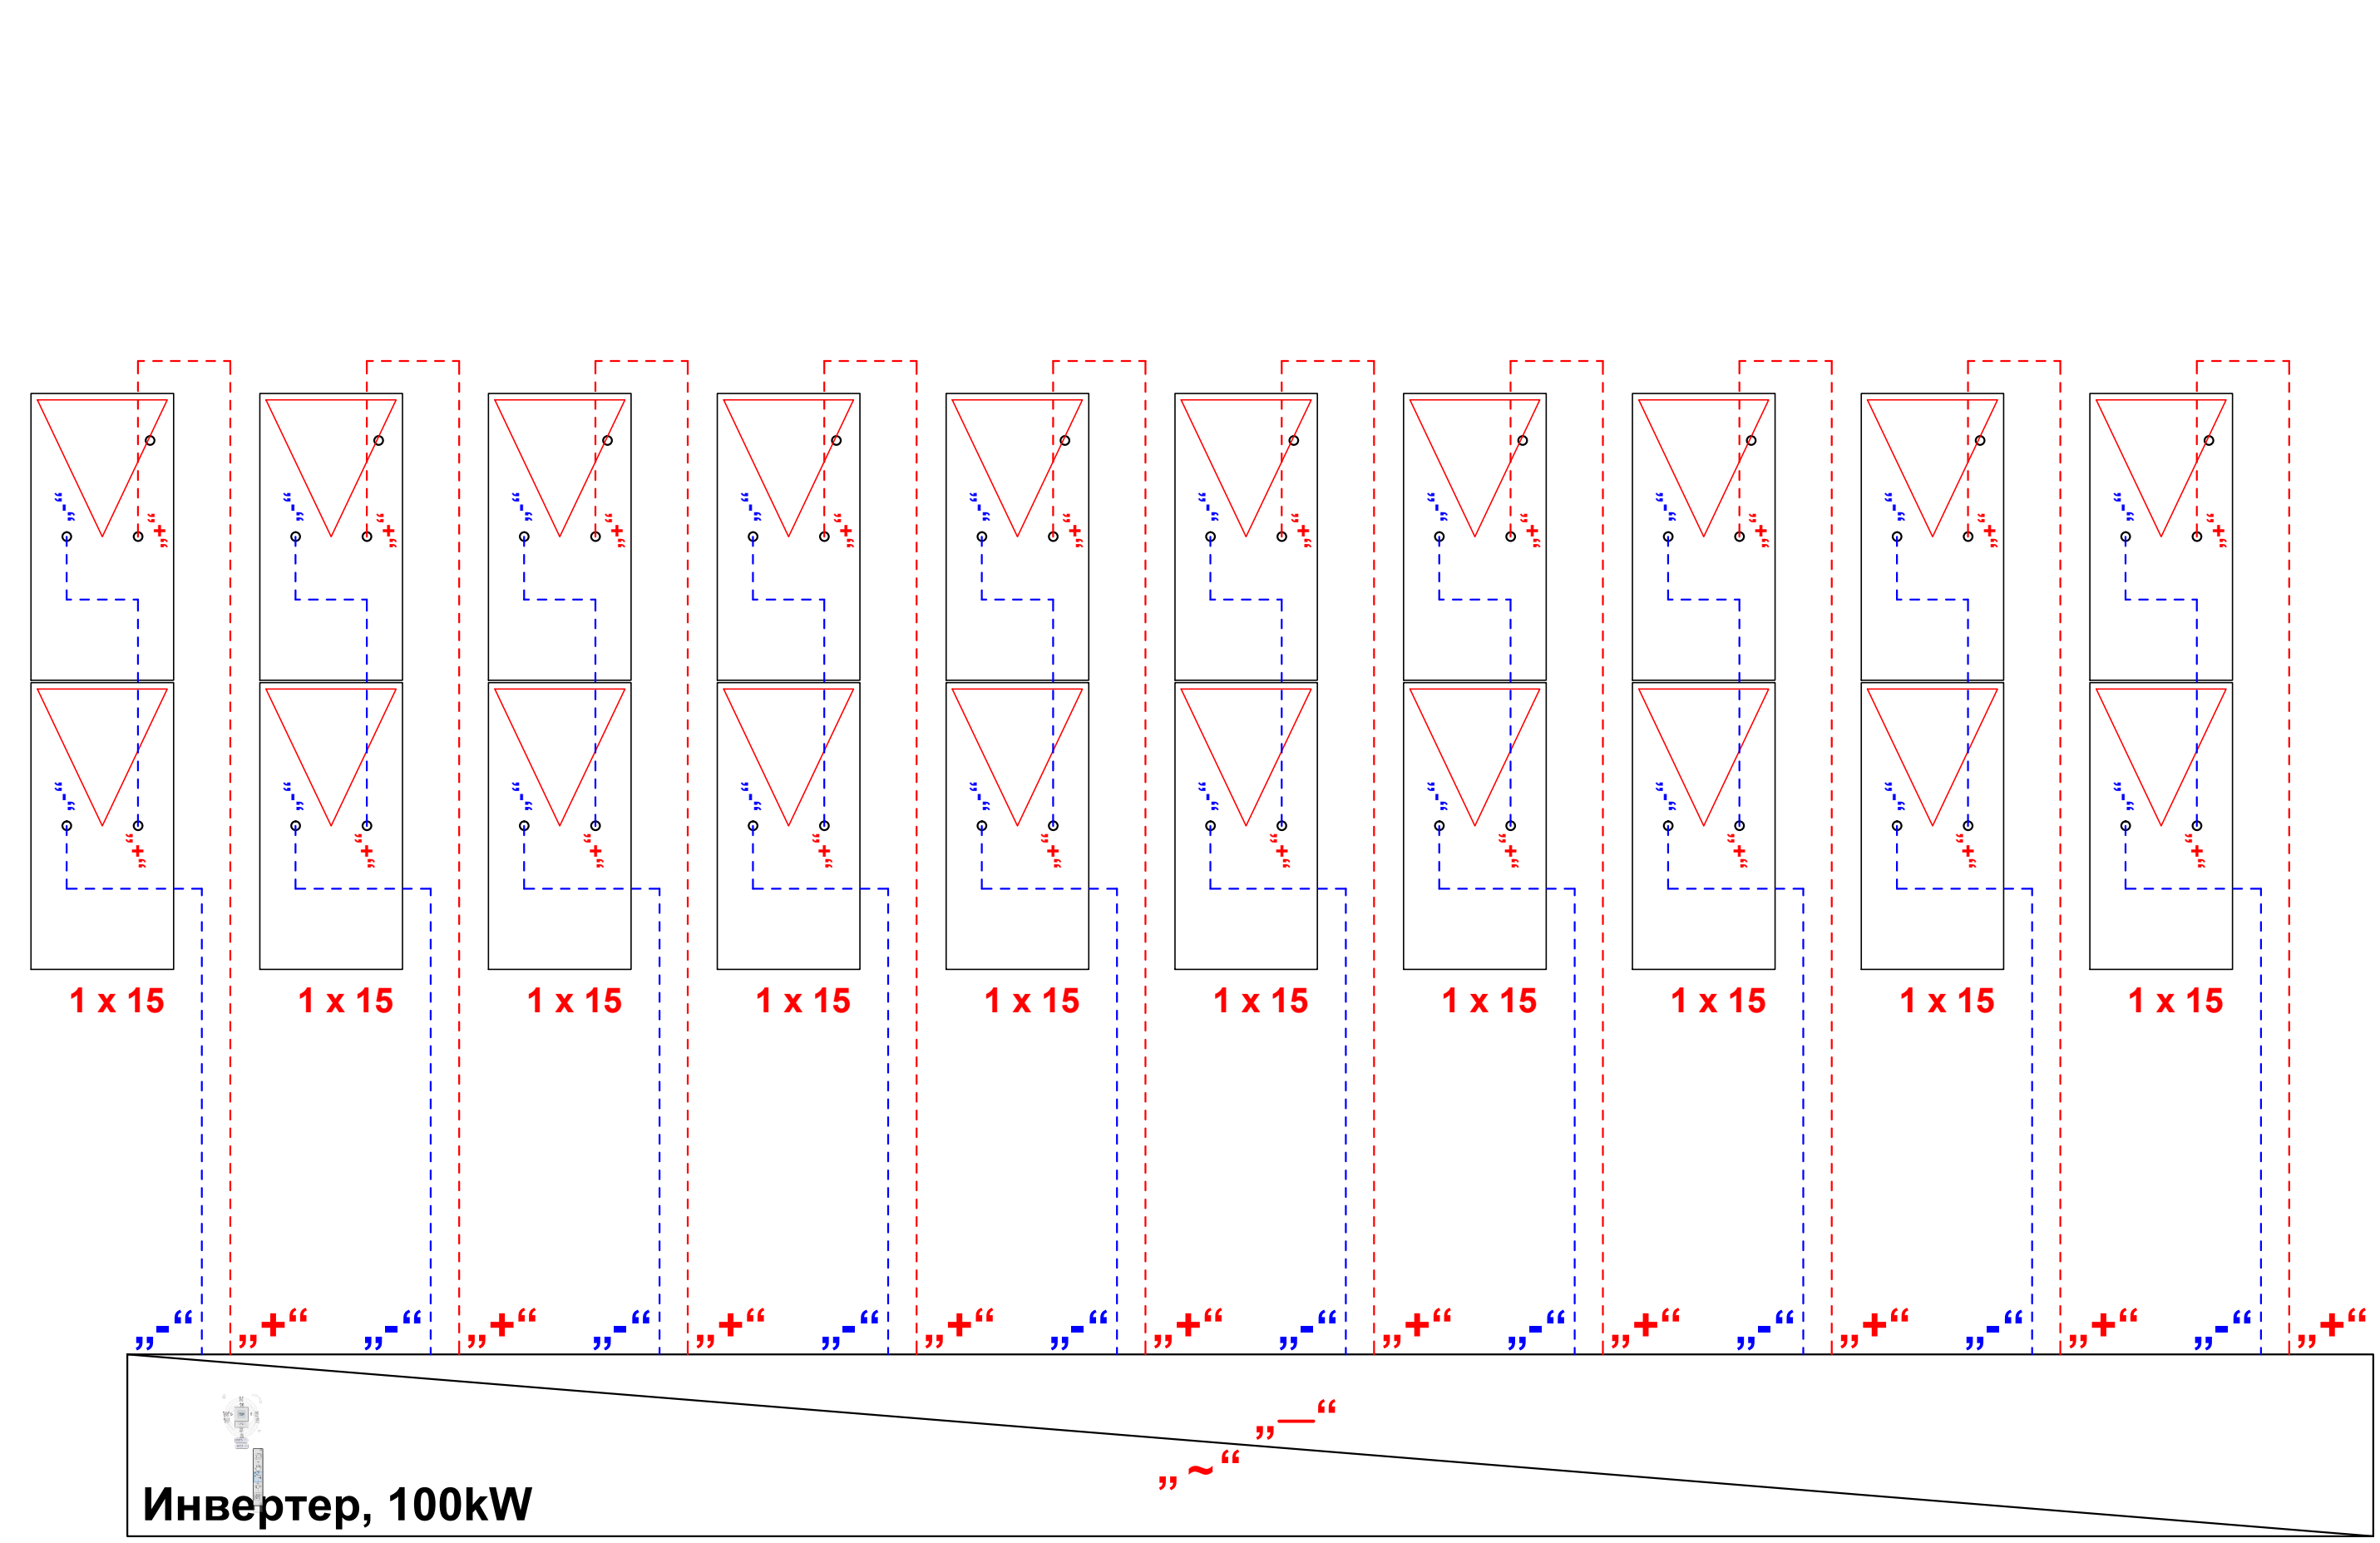 „-“ „+“ „-“ „+“ „-“ „+“ „-“ „+“ „-“ „+“ „-“ „+“ „-“ „+“ „-“ „+“ „-“ „+“ „-“ „+“
„-“ „+“ „-“ „+“ „-“ „+“ „-“ „+“ „-“ „+“ „-“ „+“ „-“ „+“ „-“ „+“ „-“ „+“ „-“ „+“
1 x 15 1 x 15 1 x 15 1 x 15 1 x 15 1 x 15 1 x 15 1 x 15 1 x 15 1 x 15
„-“ „+“ „-“ „+“ „-“ „+“ „-“ „+“ „-“ „+“ „-“ „+“ „-“ „+“ „-“ „+“ „-“ „+“ „-“ „+“
„—“
„~“
Инвертер, 100kW